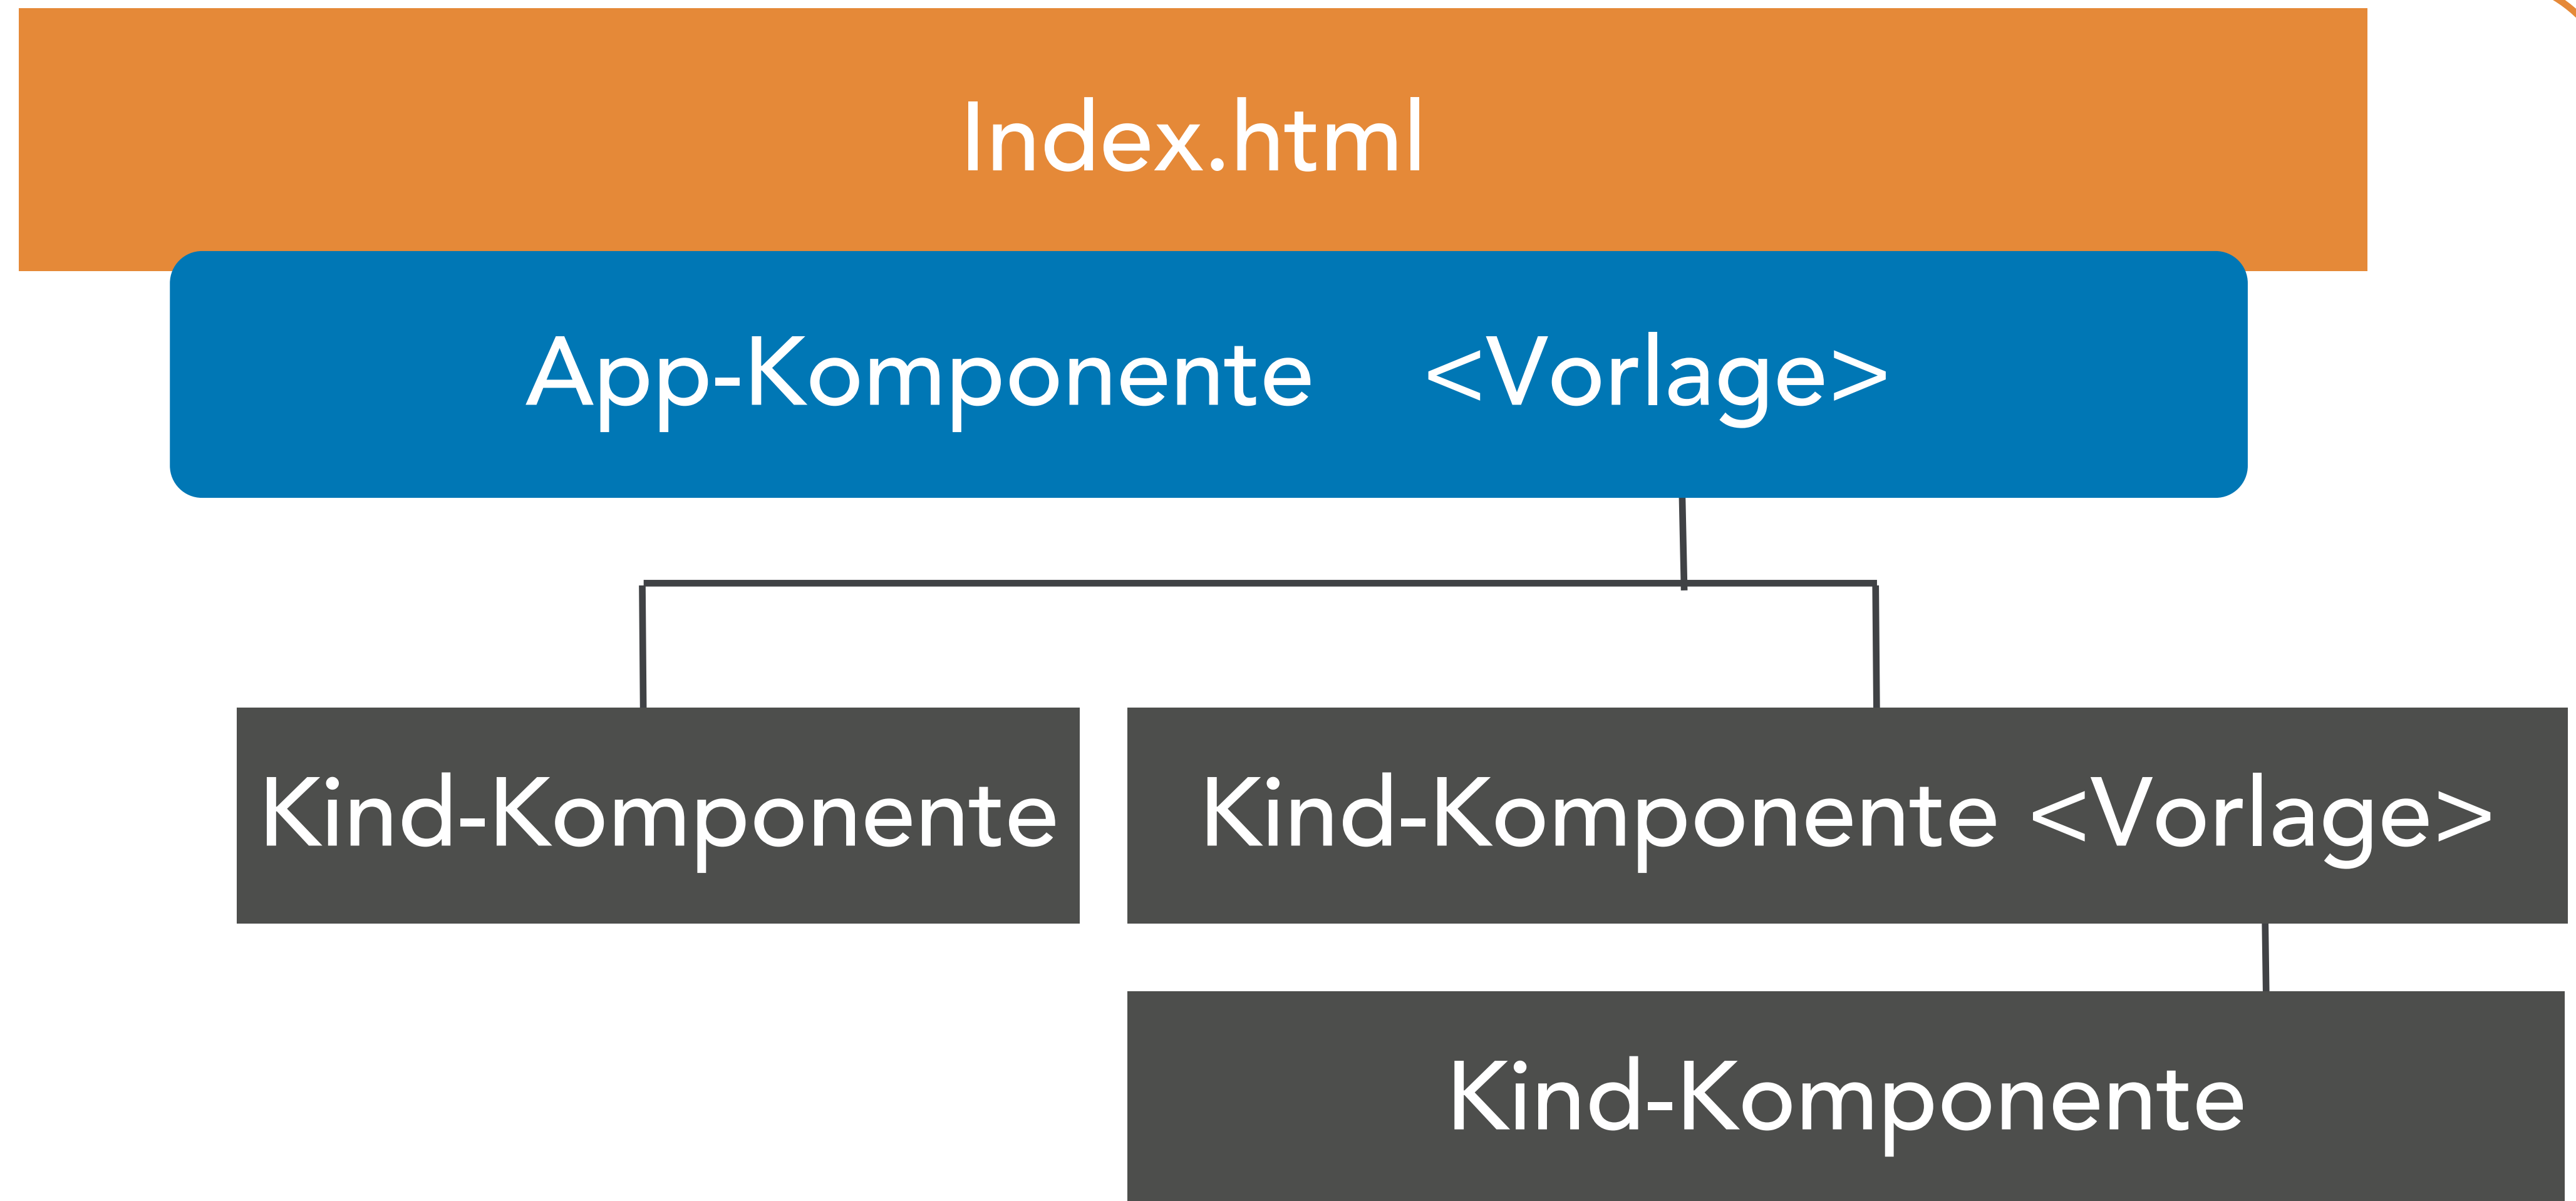 Index.html
App-Komponente <Vorlage>
Kind-Komponente
Kind-Komponente <Vorlage>
Kind-Komponente